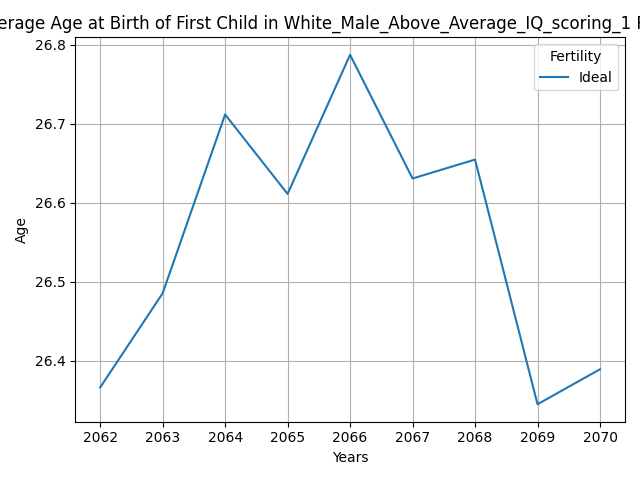 Average Age at Birth of First Child in White_Male_Above_Average_IQ_scoring_1
Fertility
Ideal
26.8
26.7
26.6
26.5
26.4
Age
2062 2063 2064 2065 2066 2067 2068 2069 2070
Years